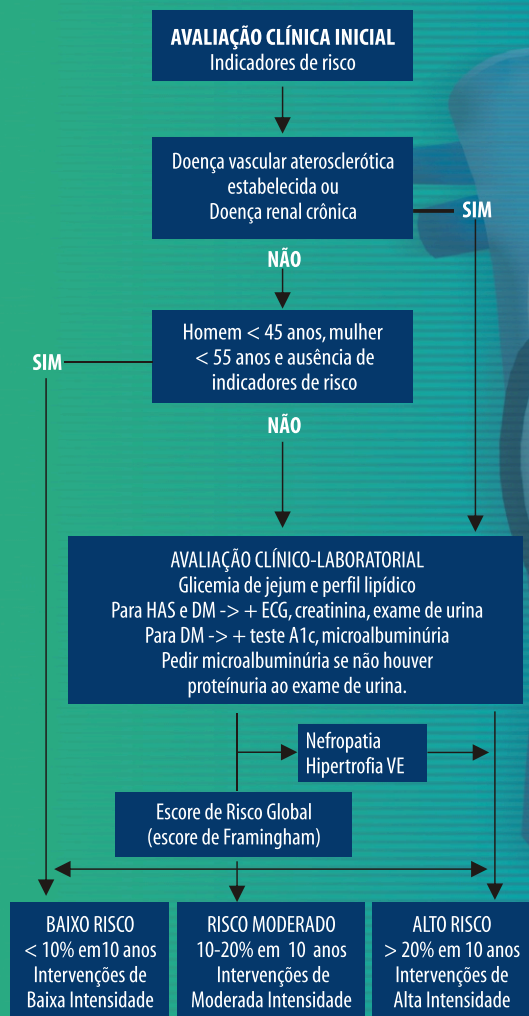 AVALIAÇÃO CLÍNICA INICIAL
Indicadores de risco
Doença vascular aterosclerótica
estabelecida ou
Doença renal crônica
SIM
NÃO
Homem < 45 anos, mulher
< 55 anos e ausência de
indicadores de risco
SIM
NÃO
AVALIAÇÃO CLÍNICO-LABORATORIAL
Glicemia de jejum e perfil lipídico
Para HAS e DM -> + ECG, creatinina, exame de urina
Para DM -> + teste A1c, microalbuminúria
Pedir microalbuminúria se não houver
proteínuria ao exame de urina.
Nefropatia
Hipertrofia VE
Escore de Risco Global
(escore de Framingham)
BAIXO RISCO
< 10% em10 anos
Intervenções de
Baixa Intensidade
RISCO MODERADO
10-20% em 10 anos
Intervenções de
Moderada Intensidade
ALTO RISCO
> 20% em 10 anos
Intervenções de
Alta Intensidade